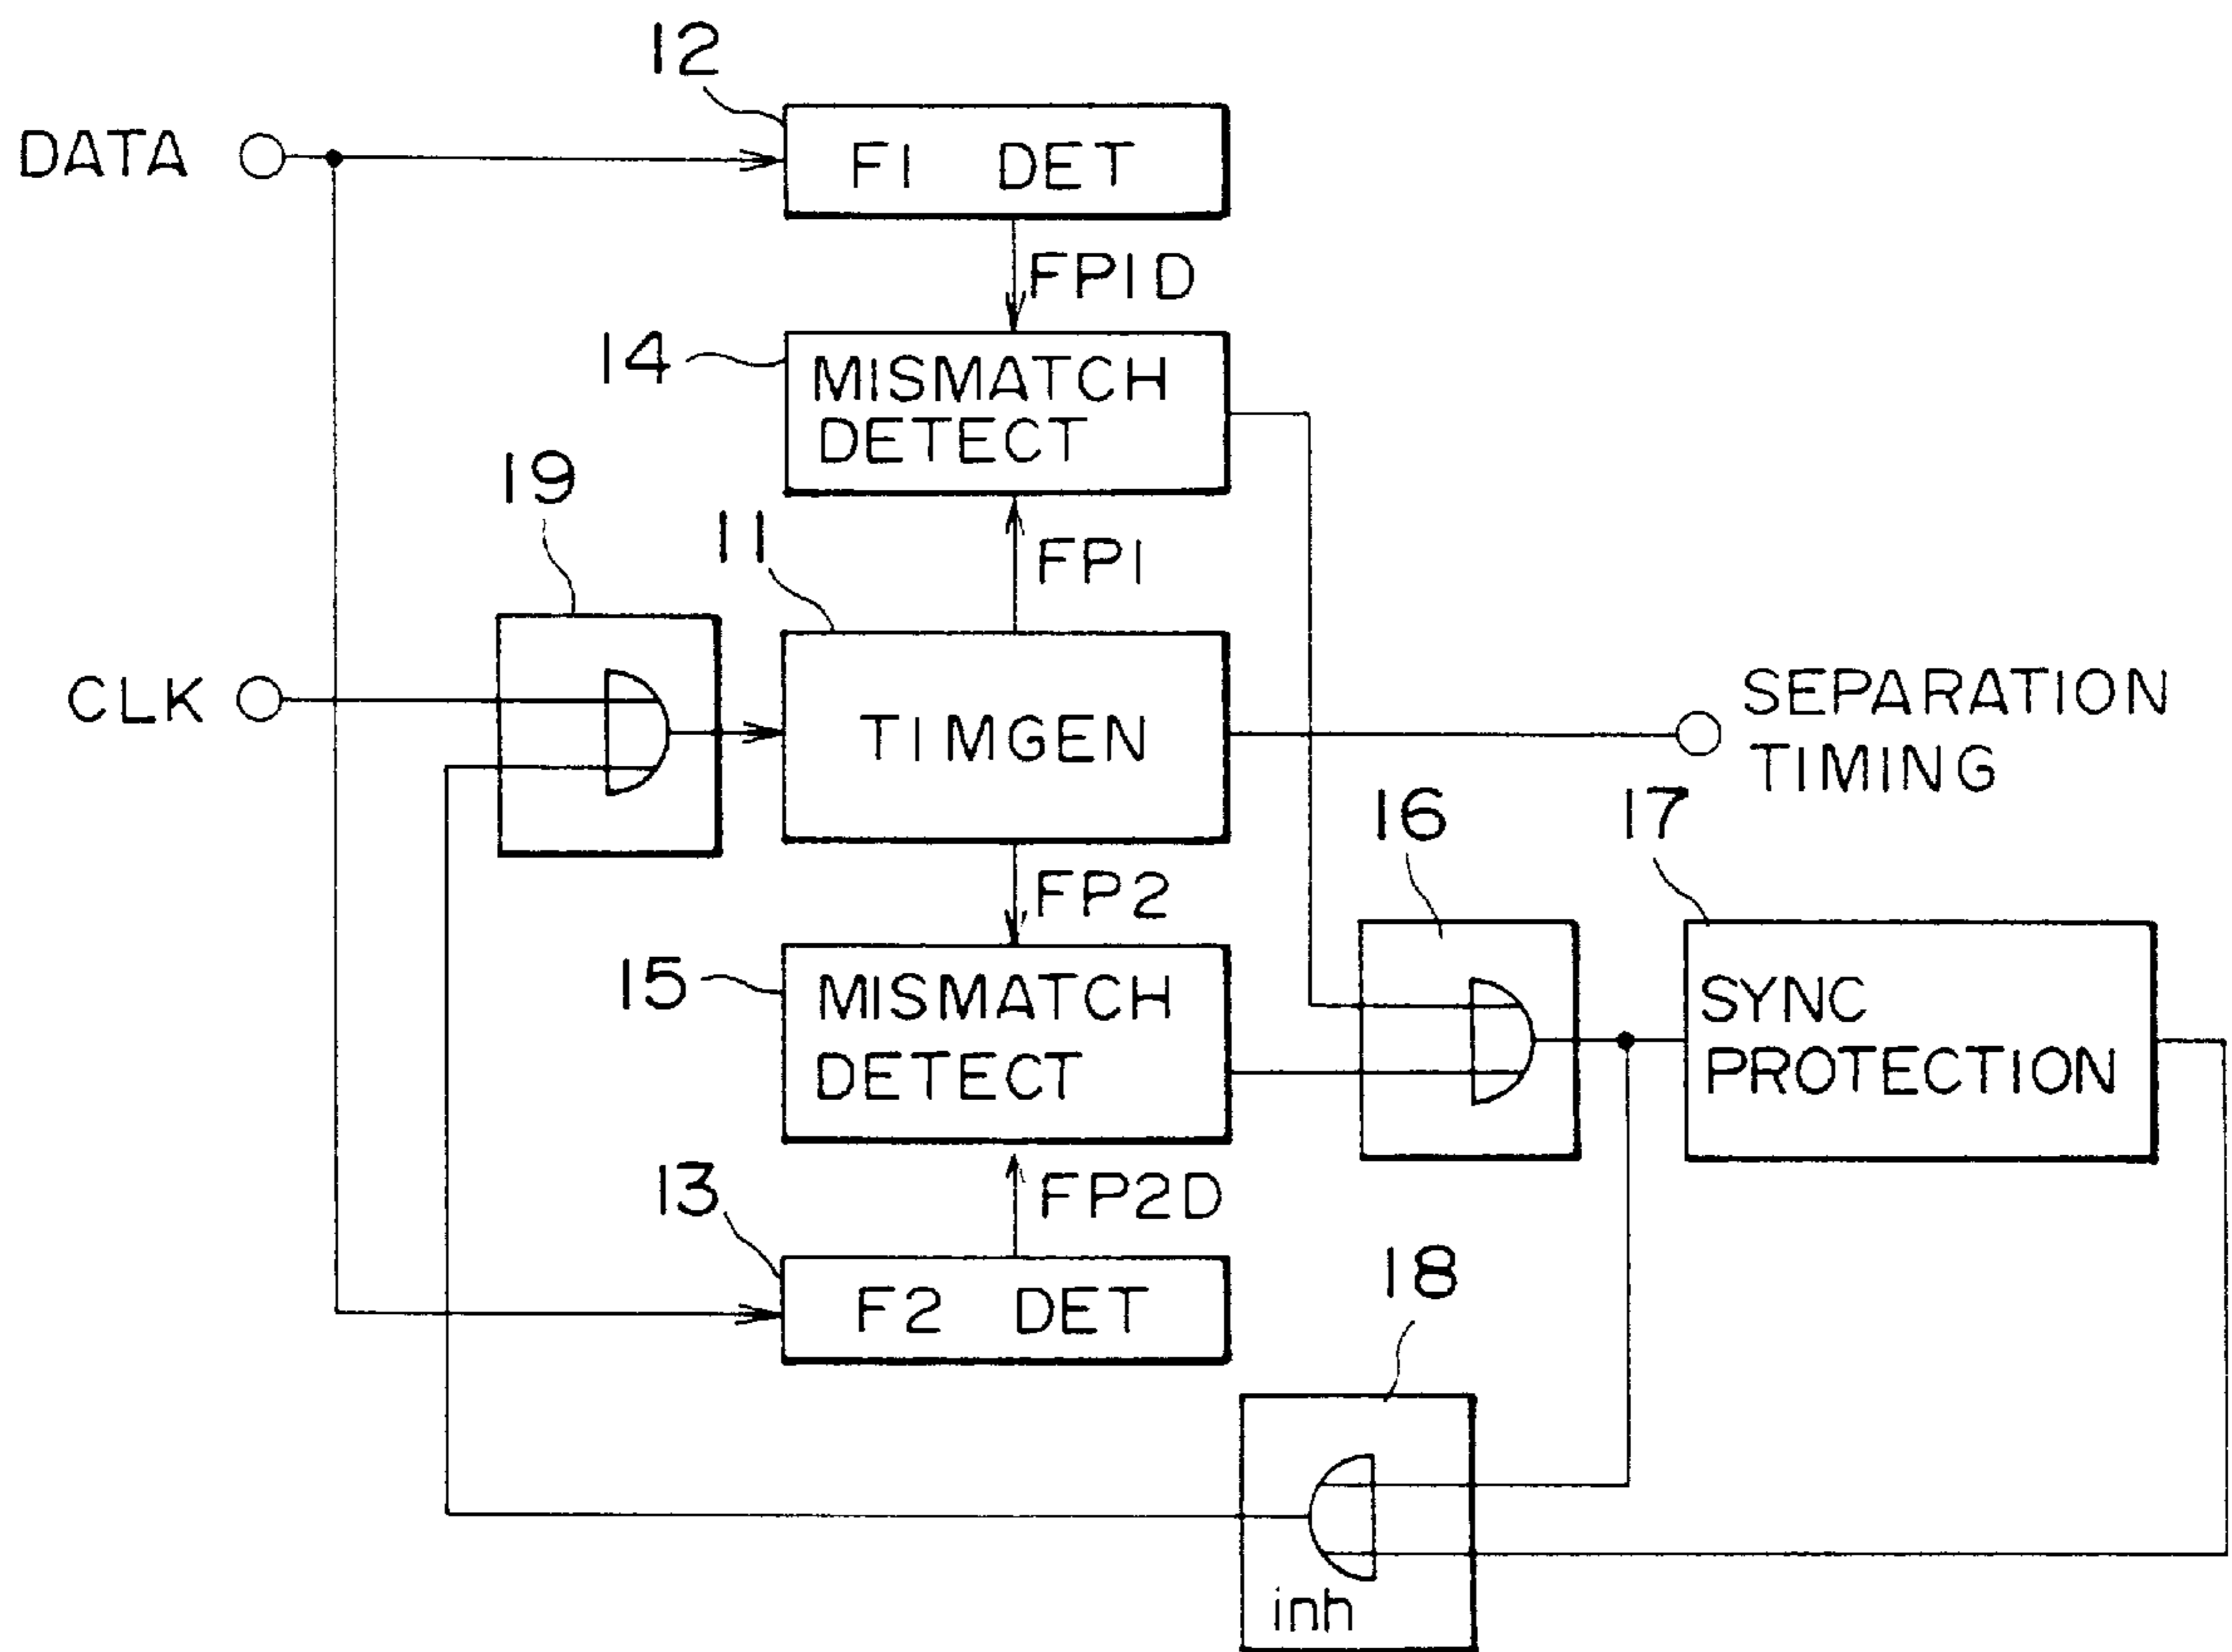 12
DATA
F1 DET
FP1D
14
MISMATCH
DETECT
19
11
FP1
CLK
TIMGEN
SEPARATION
TIMING
16
17
FP2
15
MISMATCH
DETECT
SYNC
PROTECTION
13
FP2D
18
F2 DET
inh